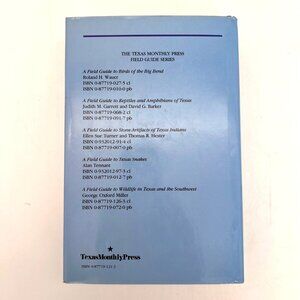 THE TEXAS MONTHLY PRESS
FIELD GUIDE SERIES
A Field Guide to Birds of the Big Bend
Roland H. Wauer
ISBN 0-87719-027-5 cl
ISBN 0-87719-010-0 pb
A Field Guide to Reptiles and Amphibians of Texas
Judith M. Garrett and David G. Barker
ISBN 0-87719-068-2 cl
ISBN 0-87719-091-7 pb
A Field Guide to Stone Artifacts of Texas Indians
Ellen Sue Turner and Thomas R. Hester
ISBN 0-932012-91-4 cl
ISBN 0-87719-007-0 pb
A Field Guide to Texas Snakes
Alan Tennant
ISBN 0-932012-97-3 cl
ISBN 0-87719-012-7 pb
A Field Guide to Wildlife in Texas and the Southwest
George Oxford Miller
ISBN 0-87719-126-3 cl
ISBN 0-87719-072-0 pb
TexasMonthlyPress